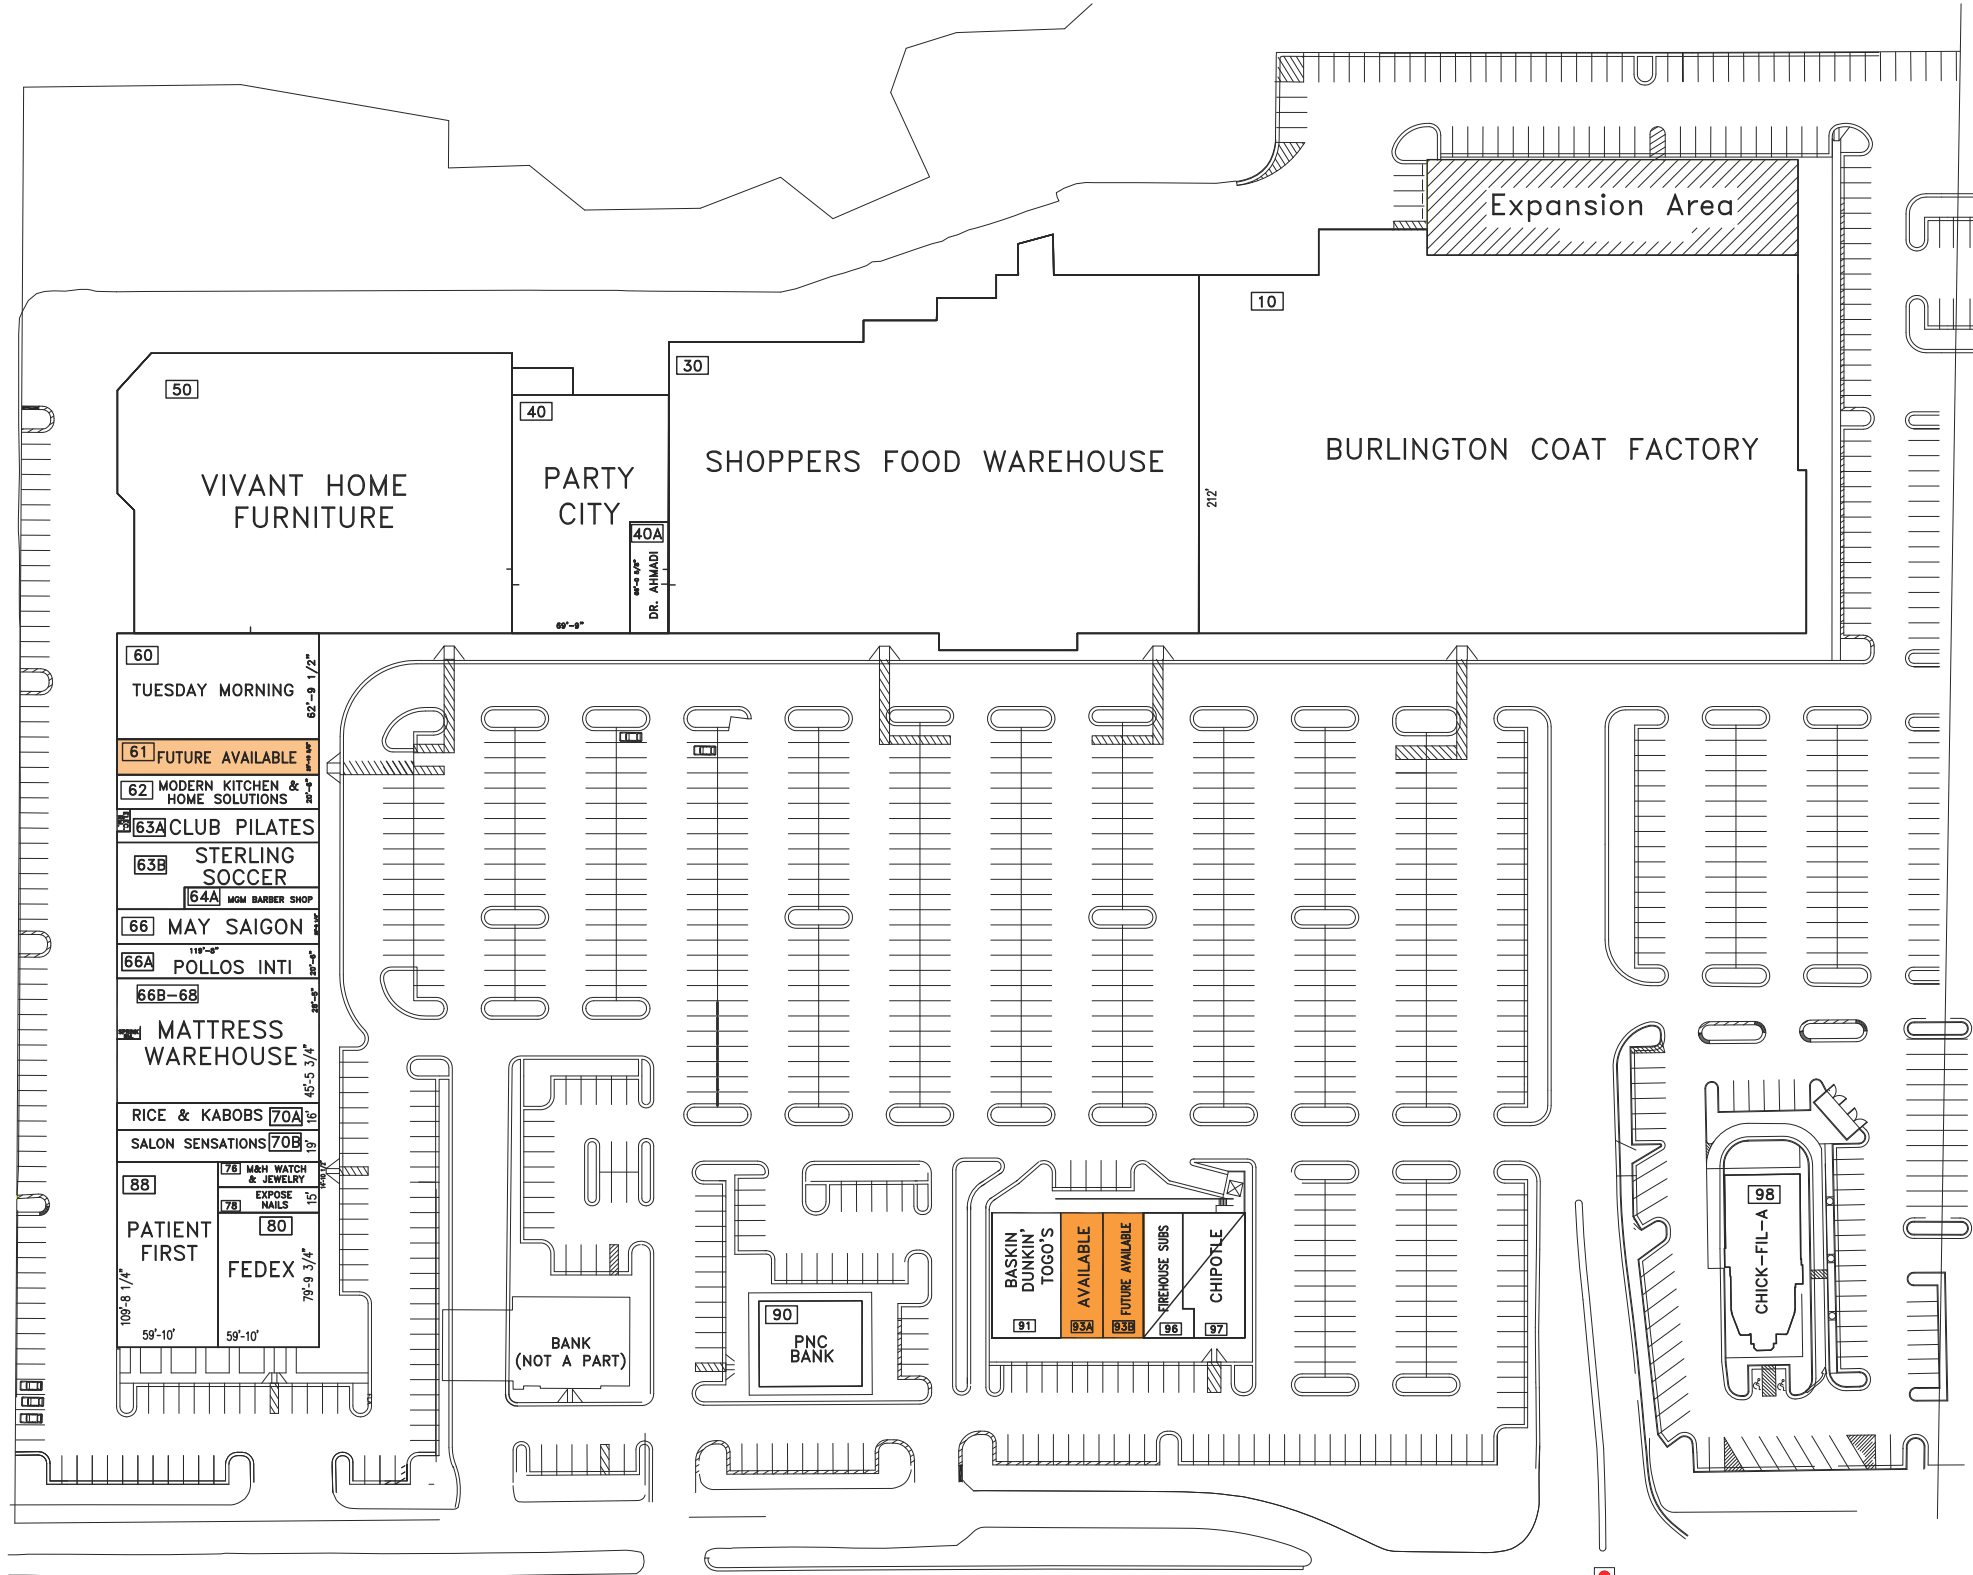 Expansion Area
10
BURLINGTON COAT FACTORY
212'
30
SHOPPERS FOOD WAREHOUSE
50
VIVANT HOME
FURNITURE
40
PARTY
CITY
40A
DR. AHMADI
69'-9"
60
TUESDAY MORNING
62'-9 1/2"
61
FUTURE AVAILABLE
62
MODERN KITCHEN &
HOME SOLUTIONS
63A
CLUB PILATES
63B
STERLING
SOCCER
64A
MGM BARBER SHOP
66
MAY SAIGON
66A
POLLOS INTI
66B-68
MATTRESS
WAREHOUSE
45'-5 3/4"
RICE & KABOBS
70A
16'
SALON SENSATIONS
70B
19'
76
M&H WATCH
& JEWELRY
78
EXPOSE
NAILS
15'
88
PATIENT
FIRST
109'-8 1/4"
59'-10'
80
FEDEX
79'-9 3/4"
59'-10'
BANK
(NOT A PART)
90
PNC
BANK
BASKIN
DUNKIN'
TOGO'S
91
AVAILABLE
93A
FUTURE AVAILABLE
93B
FIREHOUSE SUBS
96
CHIPOTLE
97
98
CHICK-FIL-A